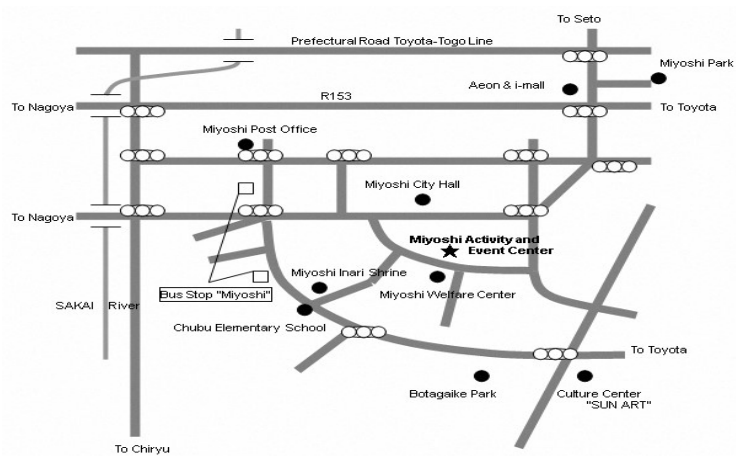 To Seto
Prefectural Road Toyota-Togo Line
Miyoshi Park
Aeon & i-mall
To Nagoya
R153
To Toyota
Miyoshi Post Office
Miyoshi City Hall
To Nagoya
Miyoshi Activity and
Event Center
Miyoshi Inari Shrine
Bus Stop "Miyoshi"
Miyoshi Welfare Center
SAKAI River
Chubu Elementary School
To Toyota
Botagaike Park
Culture Center
"SUN ART"
To Chiryu